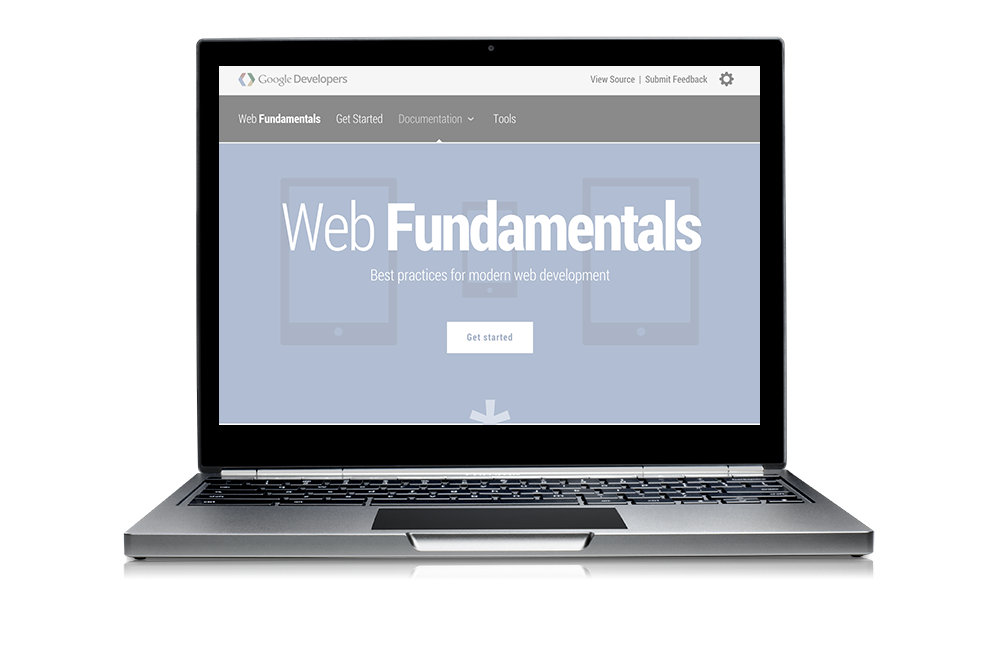 Google Developers
View Source | Submit Feedback
Web Fundamentals Get Started Documentation Tools
Web Fundamentals
Best practices for modern web development
Get started